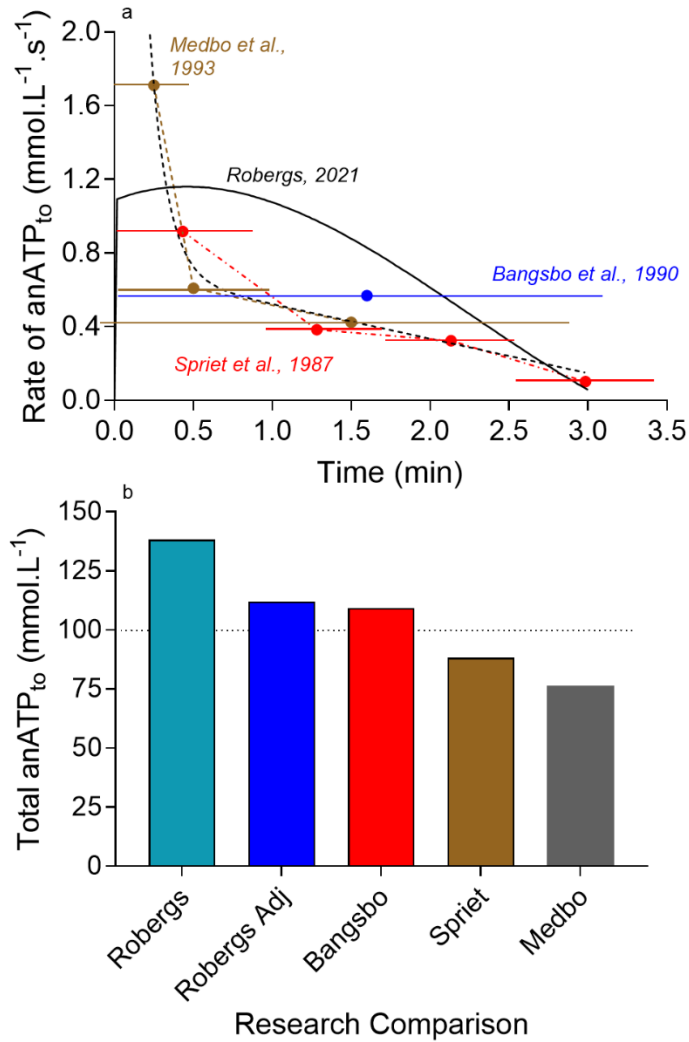 a
2.0
1.6
1.2
0.8
0.4
0.0
Rate of anATP_to (mmol.L⁻¹.s⁻¹)
Medbo et al.,
1993
Robergs, 2021
Bangsbo et al., 1990
Spriet et al., 1987
0.0 0.5 1.0 1.5 2.0 2.5 3.0 3.5
Time (min)
b
150
125
100
75
50
25
0
Total anATP_to (mmol.L⁻¹)
Robergs
Robergs Adj
Bangsbo
Spriet
Medbo
Research Comparison